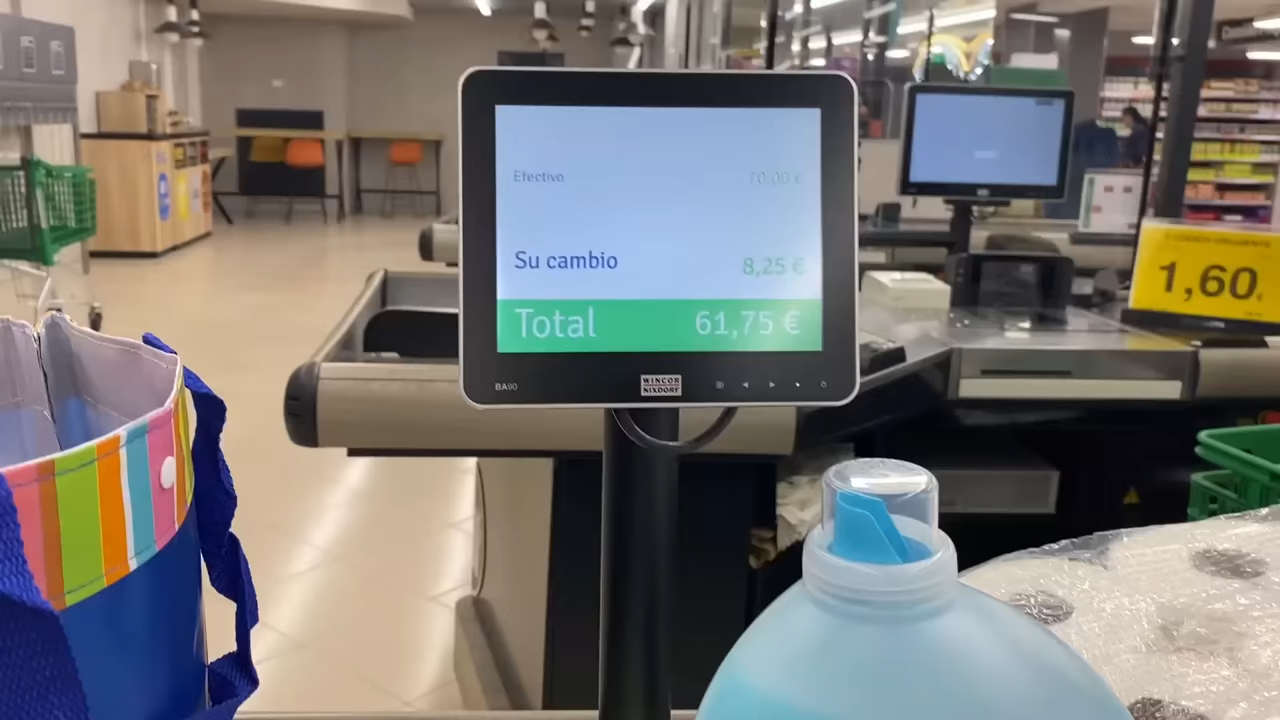 Efectivo 70,00 €
Su cambio 8,25 €
Total 61,75 €
BA90
WINCOR
NIXDORF
1,60